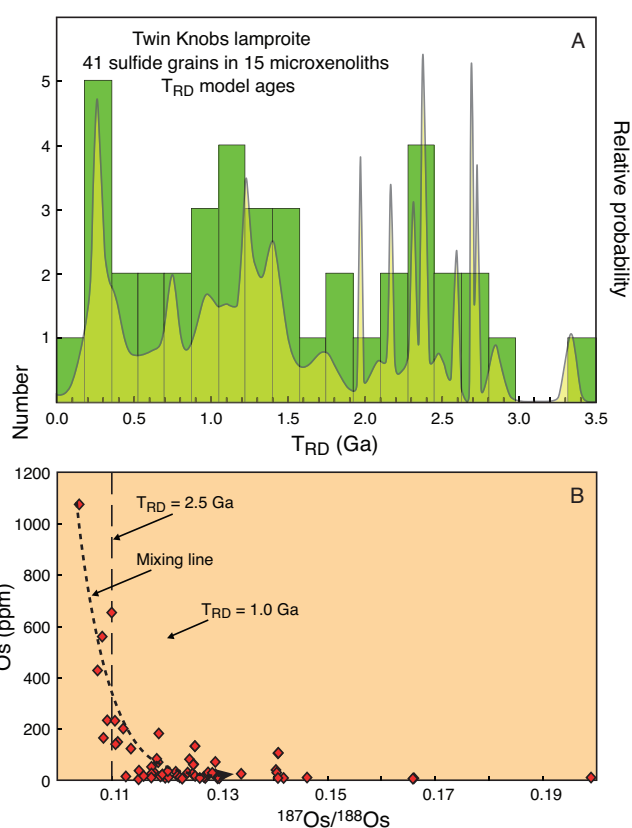 Twin Knobs lamproite
A
41 sulfide grains in 15 microxenoliths
TRD model ages
5
4
3
2
1
Number
Relative probability
0.0 0.5 1.0 1.5 2.0 2.5 3.0 3.5
TRD (Ga)
1200
B
TRD = 2.5 Ga
1000
Mixing line
800
TRD = 1.0 Ga
600
400
200
0
Os (ppm)
0.11 0.13 0.15 0.17 0.19
187Os/188Os